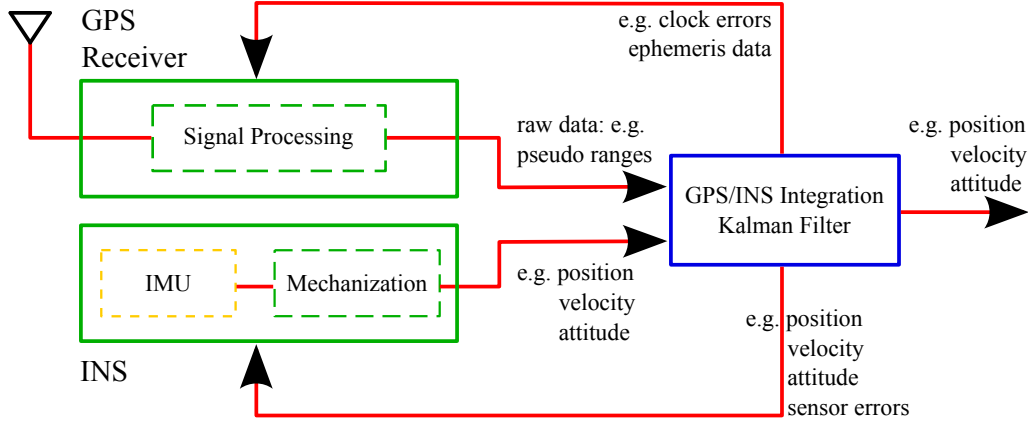 GPS
Receiver
Signal Processing
e.g. clock errors
ephemeris data
raw data: e.g.
pseudo ranges
e.g. position
velocity
attitude
GPS/INS Integration
Kalman Filter
IMU
Mechanization
e.g. position
velocity
attitude
INS
e.g. position
velocity
attitude
sensor errors